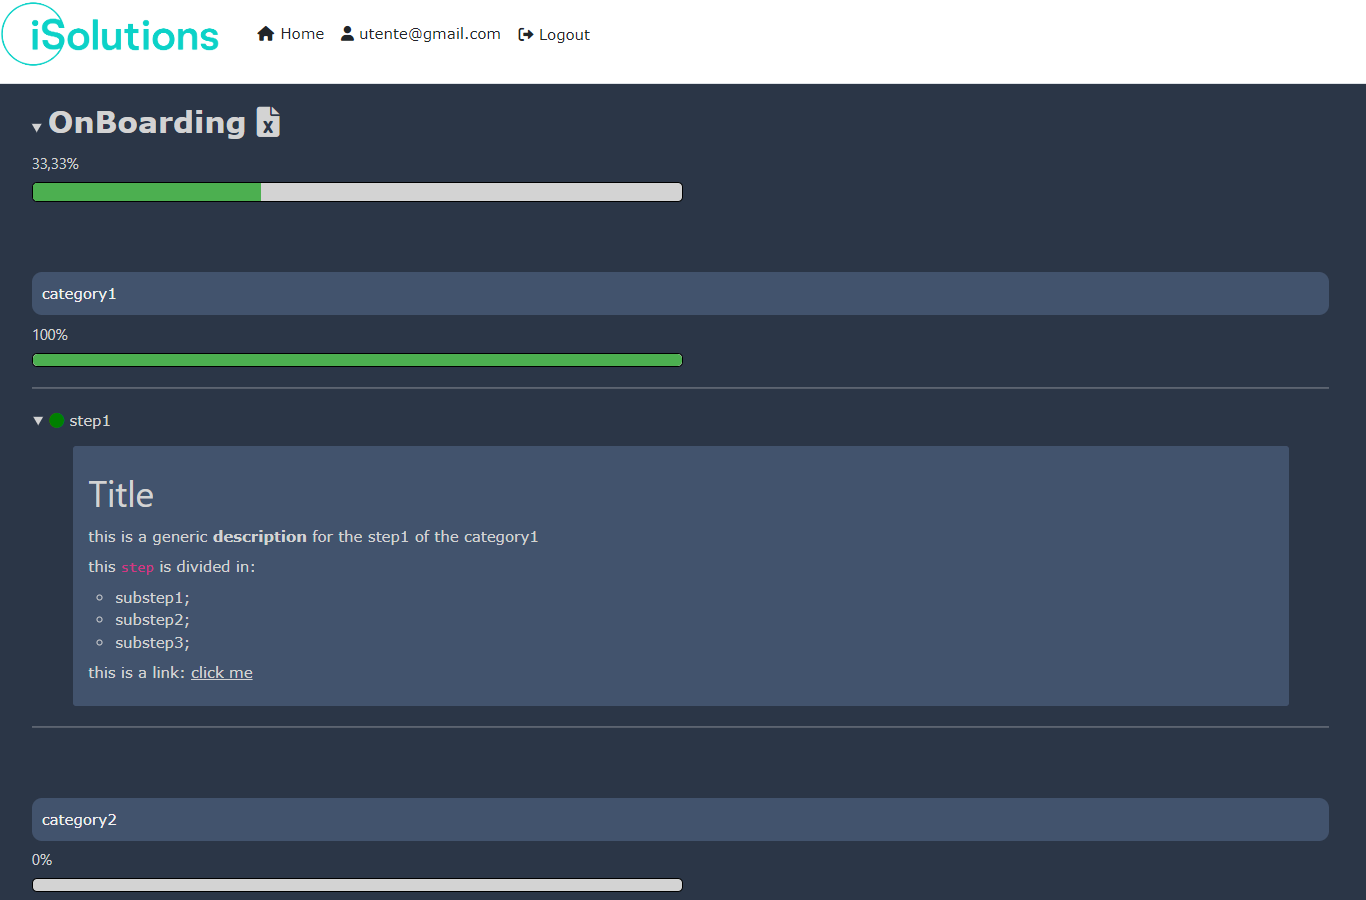 iSolutions
Home utente@gmail.com Logout
OnBoarding
33,33%
category1
100%
step1
Title
this is a generic description for the step1 of the category1
this step is divided in:
substep1;
substep2;
substep3;
this is a link: click me
category2
0%